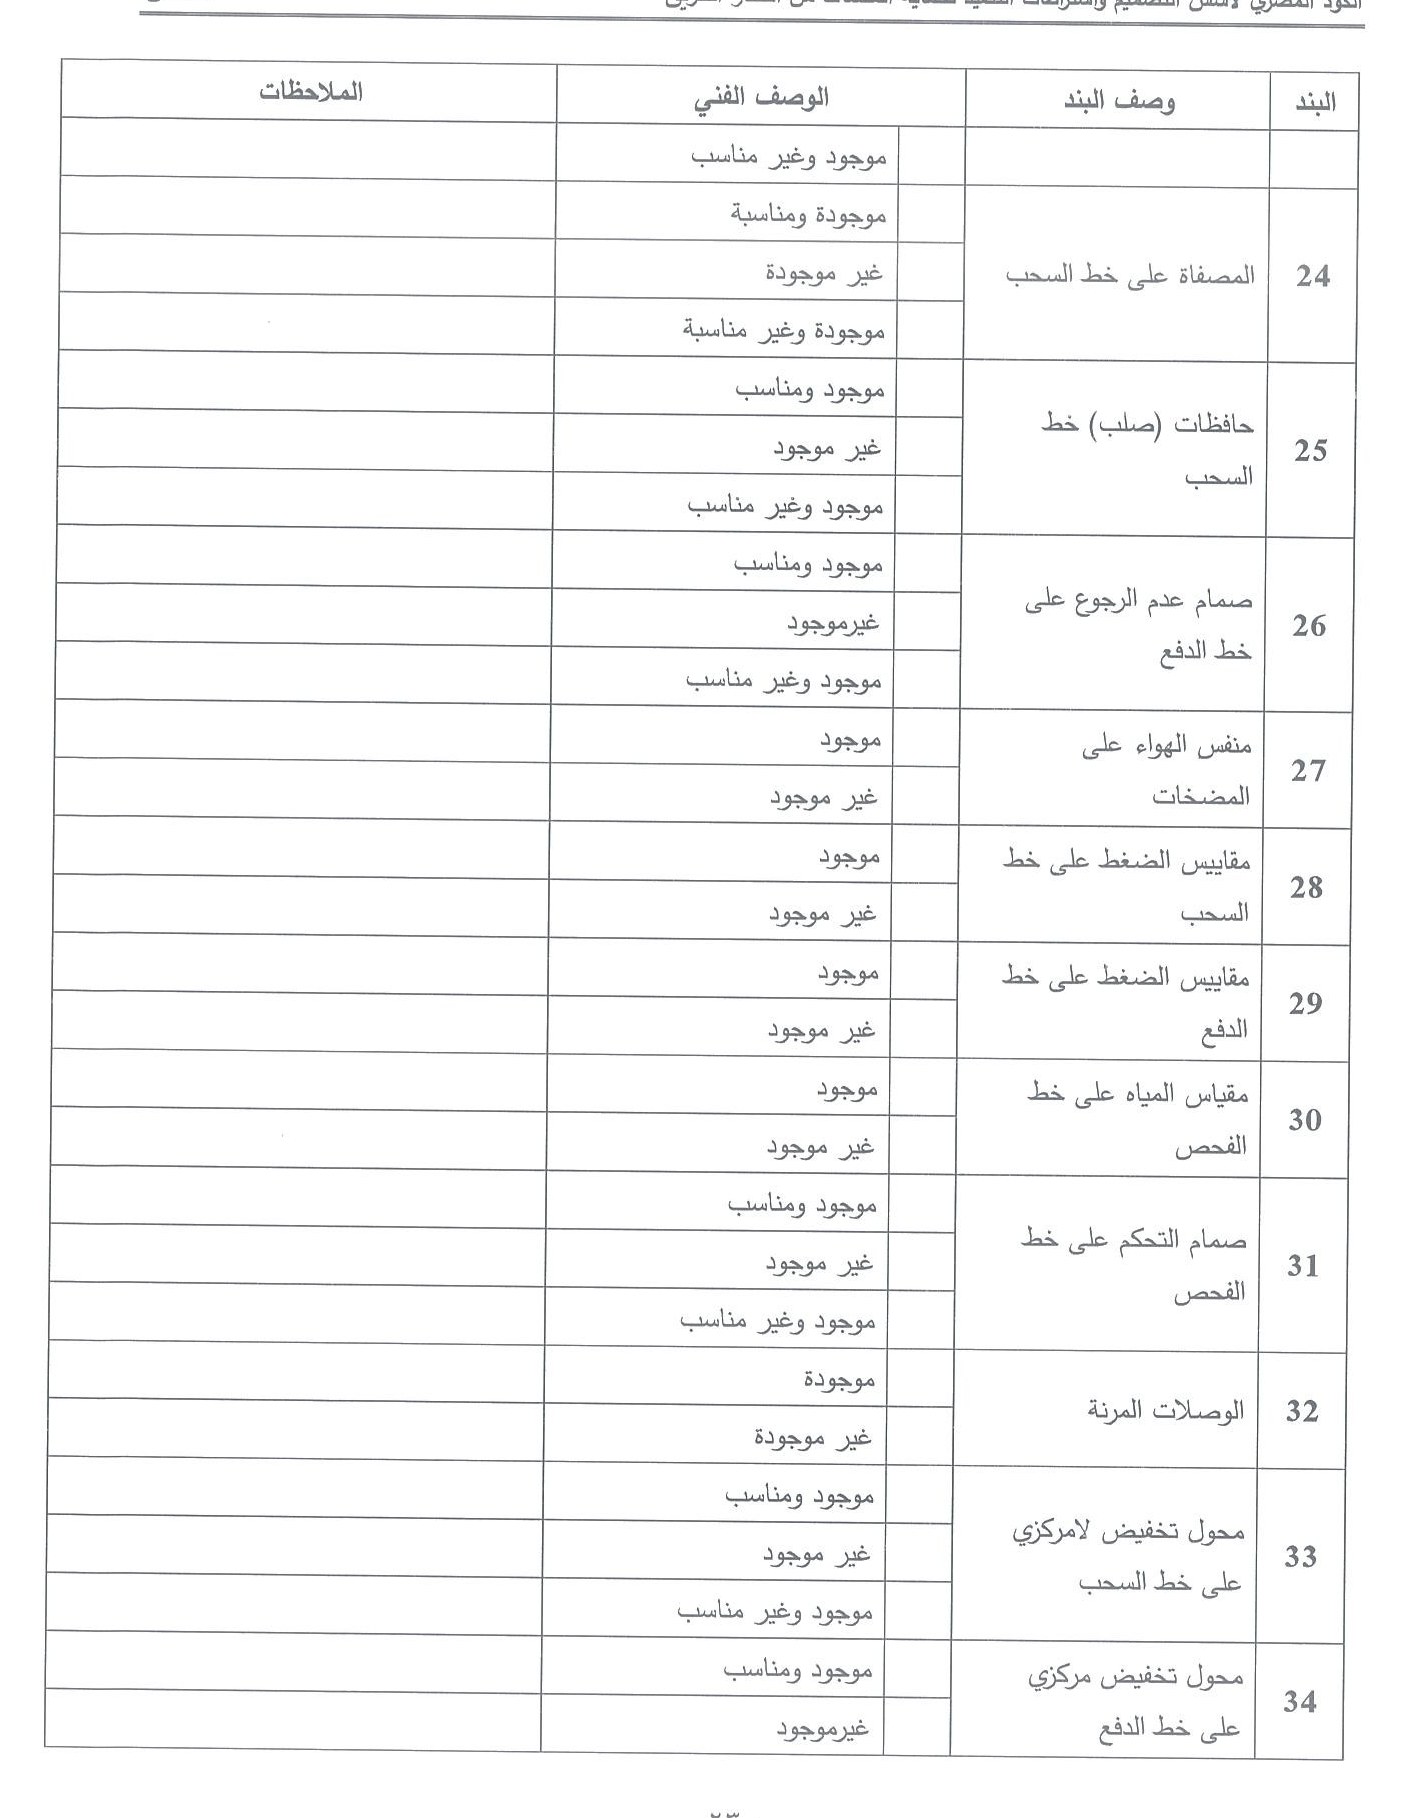 البند وصف البند الوصف الفني الملاحظات
موجود وغير مناسب
24 المصفاة على خط السحب موجودة ومناسبة
غير موجودة
موجودة وغير مناسبة
25 حافظات (صلب) خط السحب موجود ومناسب
غير موجود
موجود وغير مناسب
26 صمام عدم الرجوع على خط الدفع موجود ومناسب
غيرموجود
موجود وغير مناسب
27 منفس الهواء على المضخات موجود
غير موجود
28 مقاييس الضغط على خط السحب موجود
غير موجود
29 مقاييس الضغط على خط الدفع موجود
غير موجود
30 مقياس المياه على خط الفحص موجود
غير موجود
31 صمام التحكم على خط الفحص موجود ومناسب
غير موجود
موجود وغير مناسب
32 الوصلات المرنة موجودة
غير موجودة
33 محول تخفيض لامركزي على خط السحب موجود ومناسب
غير موجود
موجود وغير مناسب
34 محول تخفيض مركزي على خط الدفع موجود ومناسب
غيرموجود